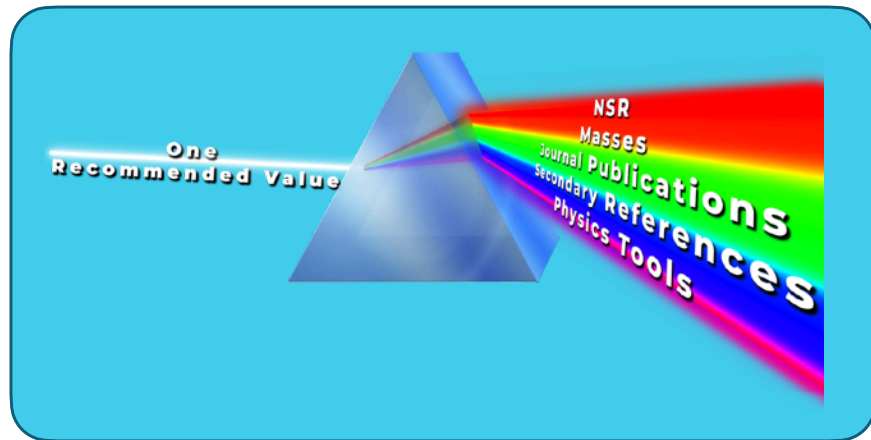 One
Recommended Value
NSR
Masses
Journal Publications
Secondary References
Physics Tools